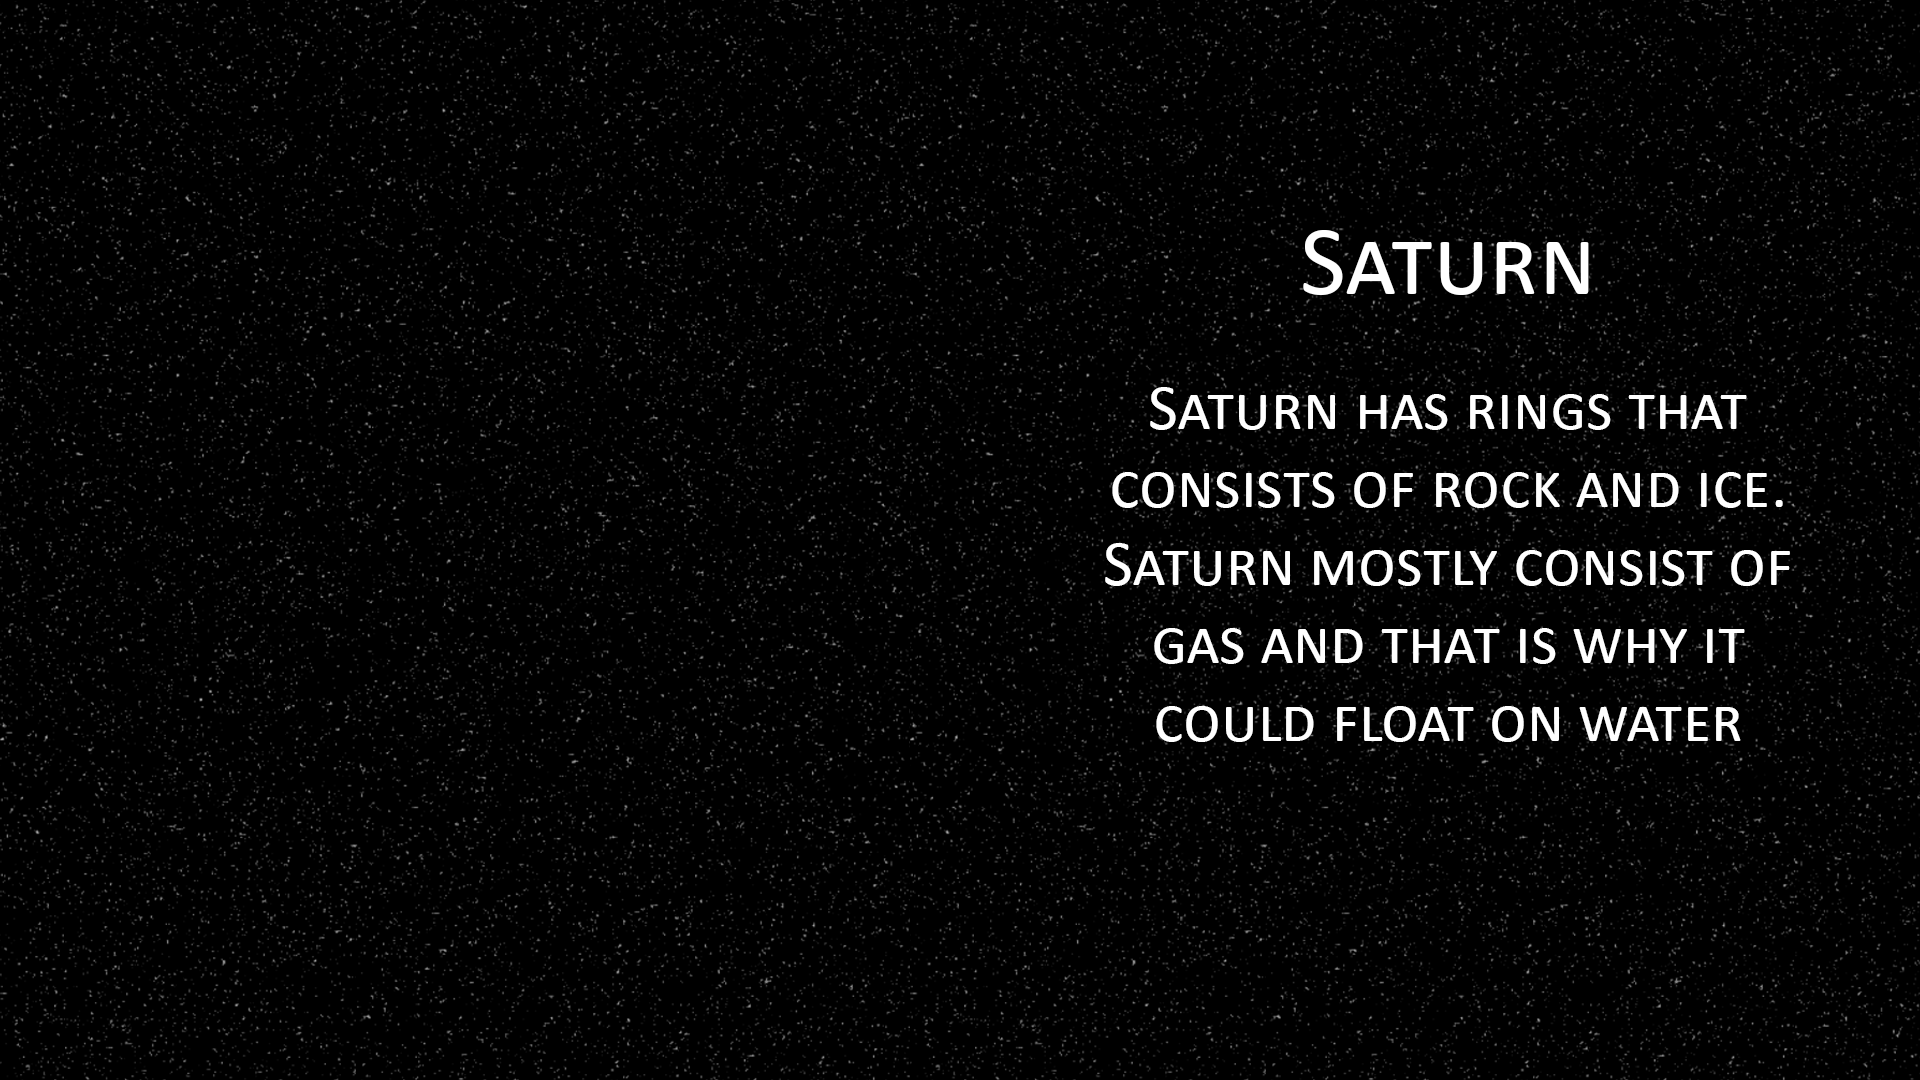 Saturn
Saturn has rings that
consists of rock and ice.
Saturn mostly consist of
gas and that is why it
could float on water